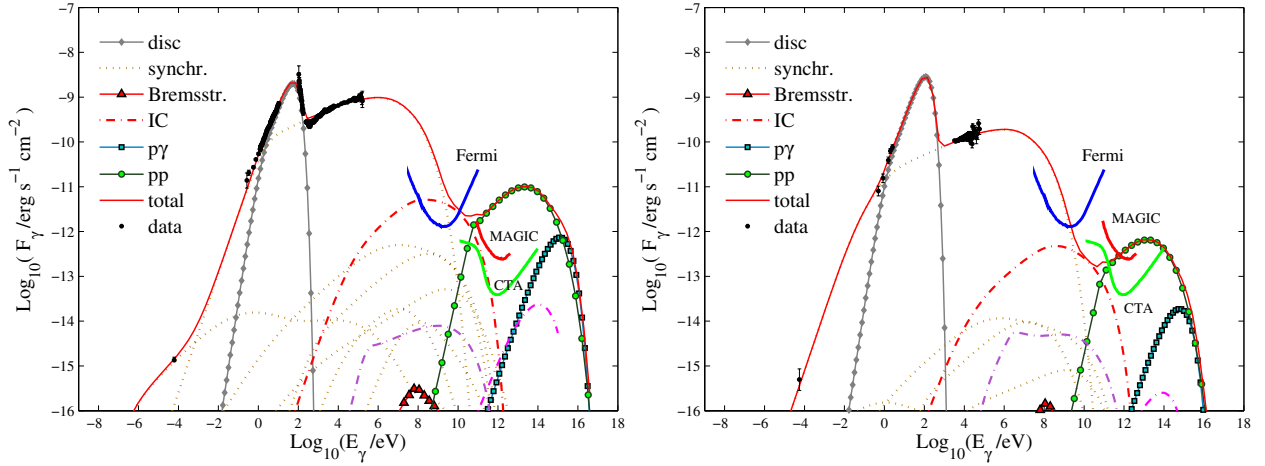 −5
−6
−7
−8
−9
−10
−11
−12
−13
−14
−15
−16
Log10(Fγ/erg s−1 cm−2)
disc
synchr.
Bremsstr.
IC
pγ
pp
total
data
Fermi
MAGIC
CTA
−8 −6 −4 −2 0 2 4 6 8 10 12 14 16 18
Log10(Eγ/eV)
−5
−6
−7
−8
−9
−10
−11
−12
−13
−14
−15
−16
Log10(Fγ/erg s−1 cm−2)
disc
synchr.
Bremsstr.
IC
pγ
pp
total
data
Fermi
MAGIC
CTA
−8 −6 −4 −2 0 2 4 6 8 10 12 14 16 18
Log10(Eγ/eV)